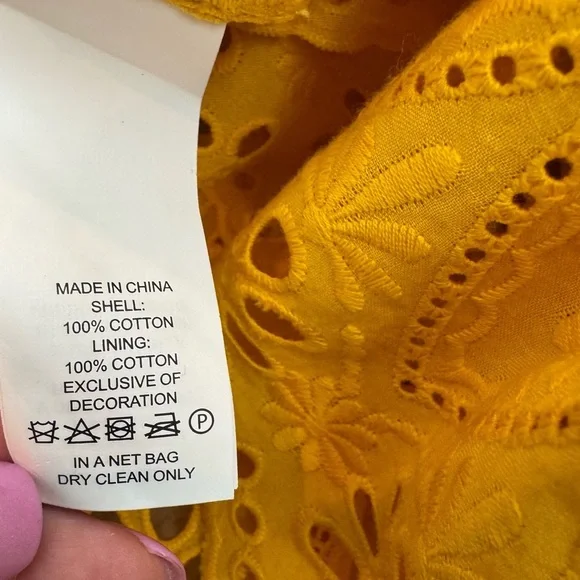 MADE IN CHINA
SHELL:
100% COTTON
LINING:
100% COTTON
EXCLUSIVE OF
DECORATION
P
IN A NET BAG
DRY CLEAN ONLY